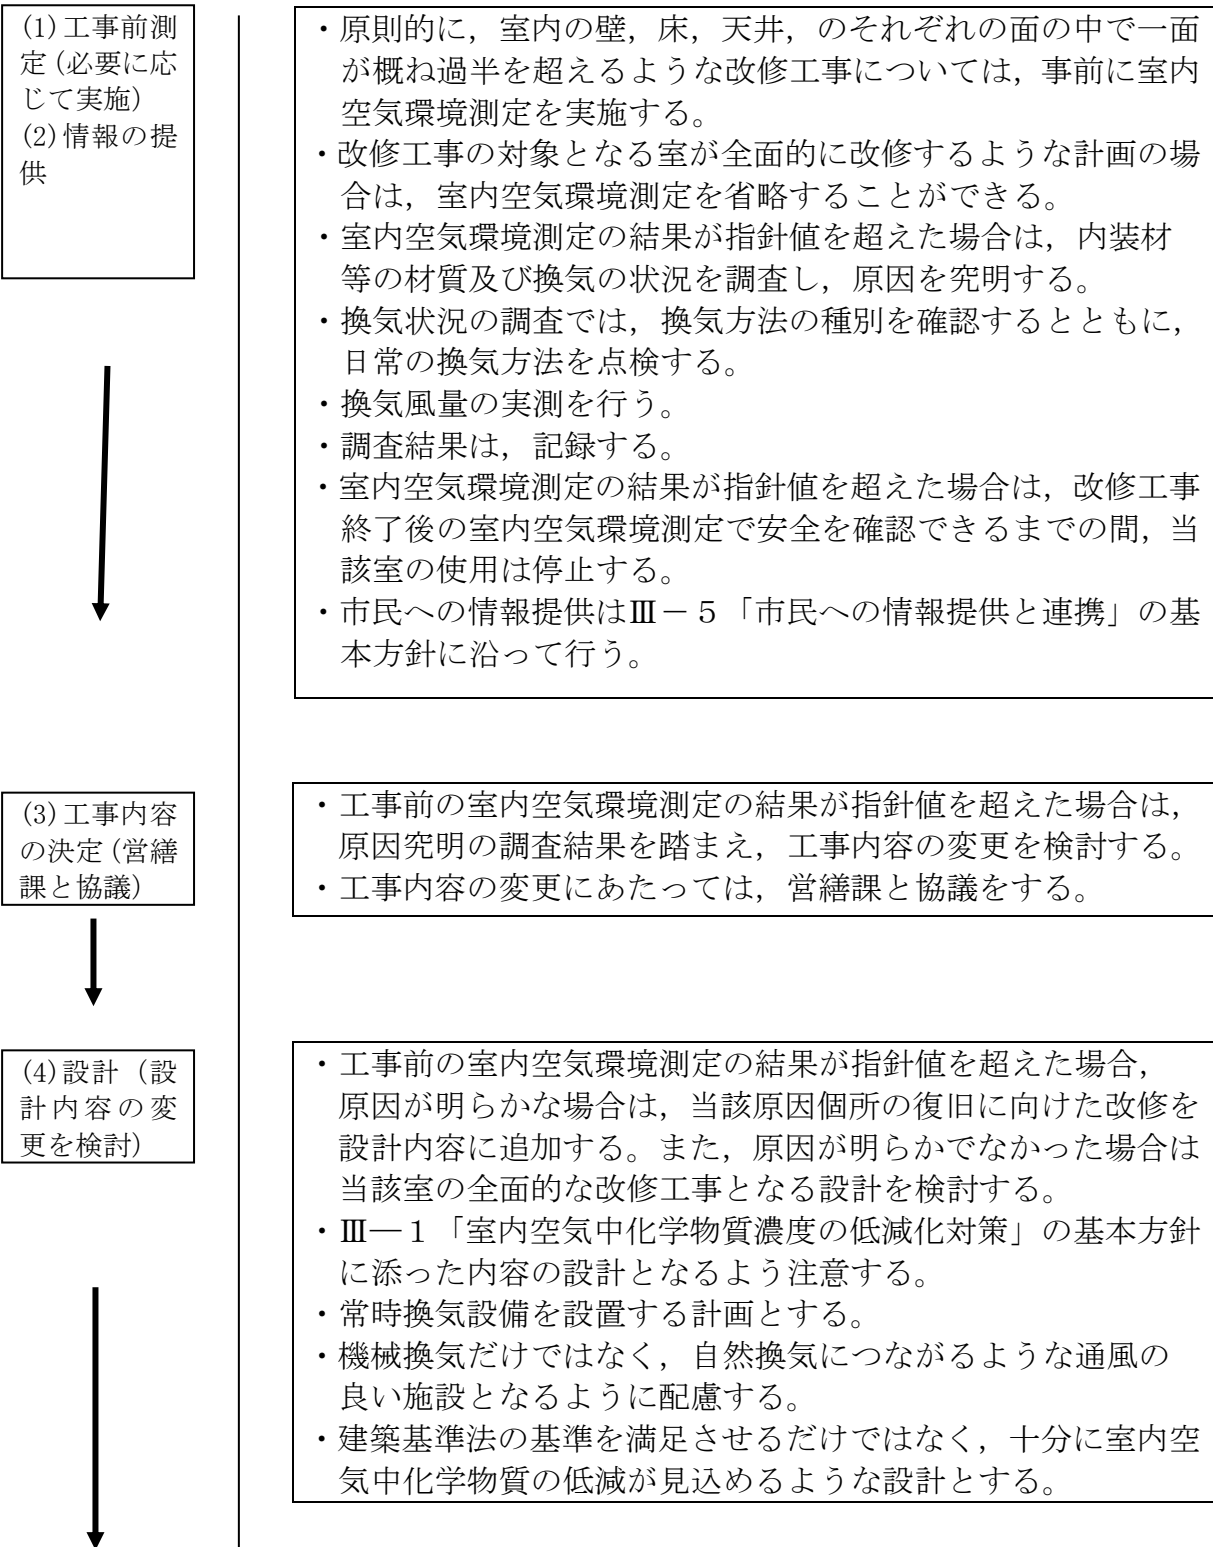 (1)工事前測
定(必要に応
じて実施)
(2)情報の提
供
・原則的に，室内の壁，床，天井，のそれぞれの面の中で一面
が概ね過半を超えるような改修工事については，事前に室内
空気環境測定を実施する。
・改修工事の対象となる室が全面的に改修するような計画の場
合は，室内空気環境測定を省略することができる。
・室内空気環境測定の結果が指針値を超えた場合は，内装材
等の材質及び換気の状況を調査し，原因を究明する。
・換気状況の調査では，換気方法の種別を確認するとともに，
日常の換気方法を点検する。
・換気風量の実測を行う。
・調査結果は，記録する。
・室内空気環境測定の結果が指針値を超えた場合は，改修工事
終了後の室内空気環境測定で安全を確認できるまでの間，当
該室の使用は停止する。
・市民への情報提供はⅢ－５「市民への情報提供と連携」の基
本方針に沿って行う。
(3)工事内容
の決定(営繕
課と協議)
・工事前の室内空気環境測定の結果が指針値を超えた場合は，
原因究明の調査結果を踏まえ，工事内容の変更を検討する。
・工事内容の変更にあたっては，営繕課と協議をする。
(4)設計（設
計内容の変
更を検討)
・工事前の室内空気環境測定の結果が指針値を超えた場合，
原因が明らかな場合は，当該原因個所の復旧に向けた改修を
設計内容に追加する。また，原因が明らかでなかった場合は
当該室の全面的な改修工事となる設計を検討する。
・Ⅲ―１「室内空気中化学物質濃度の低減化対策」の基本方針
に添った内容の設計となるよう注意する。
・常時換気設備を設置する計画とする。
・機械換気だけではなく，自然換気につながるような通風の
良い施設となるように配慮する。
・建築基準法の基準を満足させるだけではなく，十分に室内空
気中化学物質の低減が見込めるような設計とする。